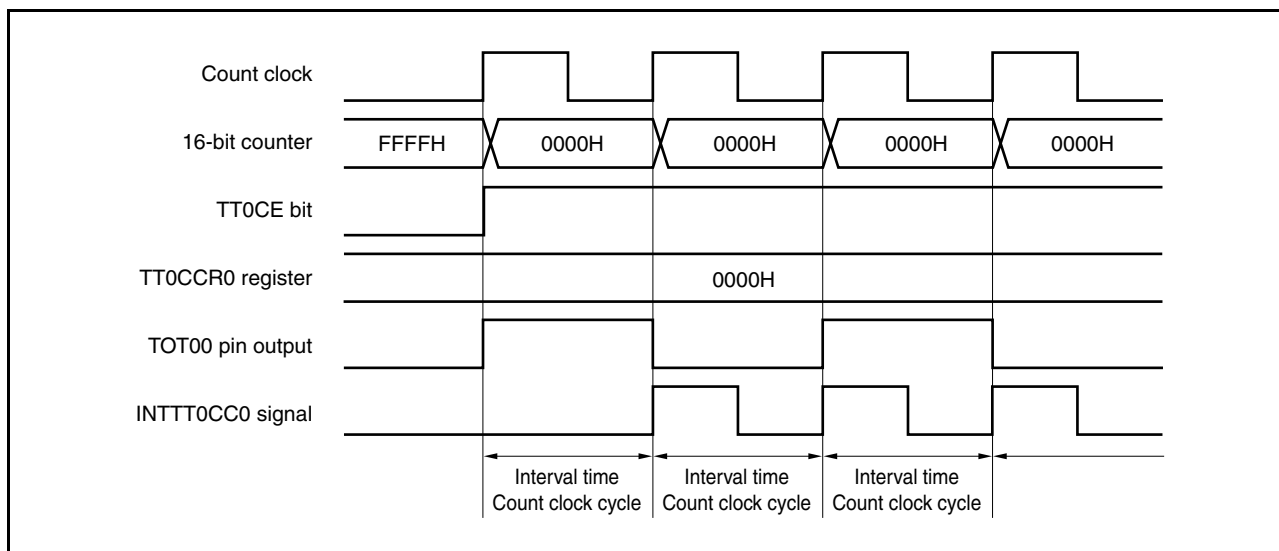 Count clock
16-bit counter
FFFFH
0000H
0000H
0000H
0000H
TT0CE bit
TT0CCR0 register
0000H
TOT00 pin output
INTTT0CC0 signal
Interval time
Count clock cycle
Interval time
Count clock cycle
Interval time
Count clock cycle